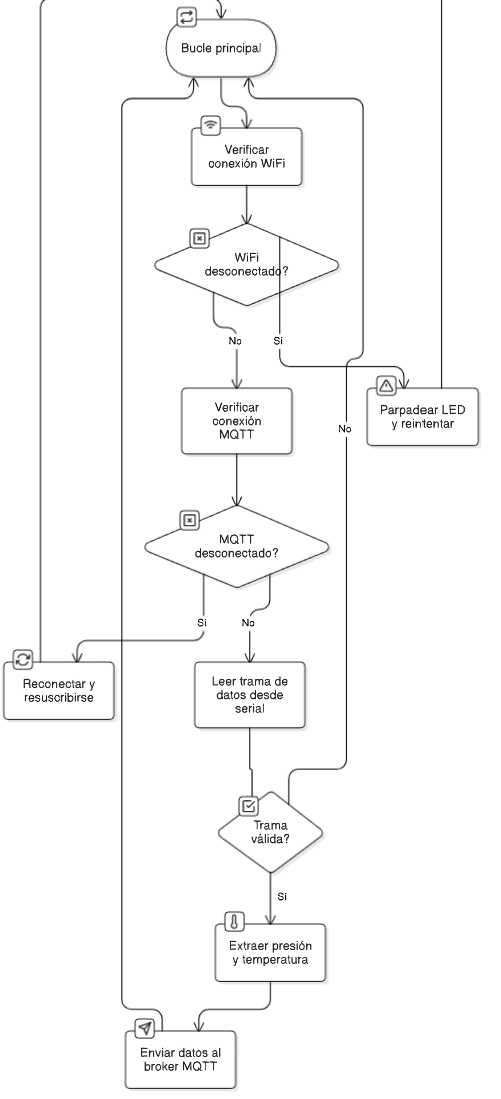 Bucle principal
Verificar
conexión WiFi
WiFi
desconectado?
No
Si
Verificar
conexión
MQTT
Parpadear LED
y reintentar
No
MQTT
desconectado?
Si
No
Reconectar y
resuscribirse
Leer trama de
datos desde
serial
Trama
válida?
Si
Extraer presión
y temperatura
Enviar datos al
broker MQTT